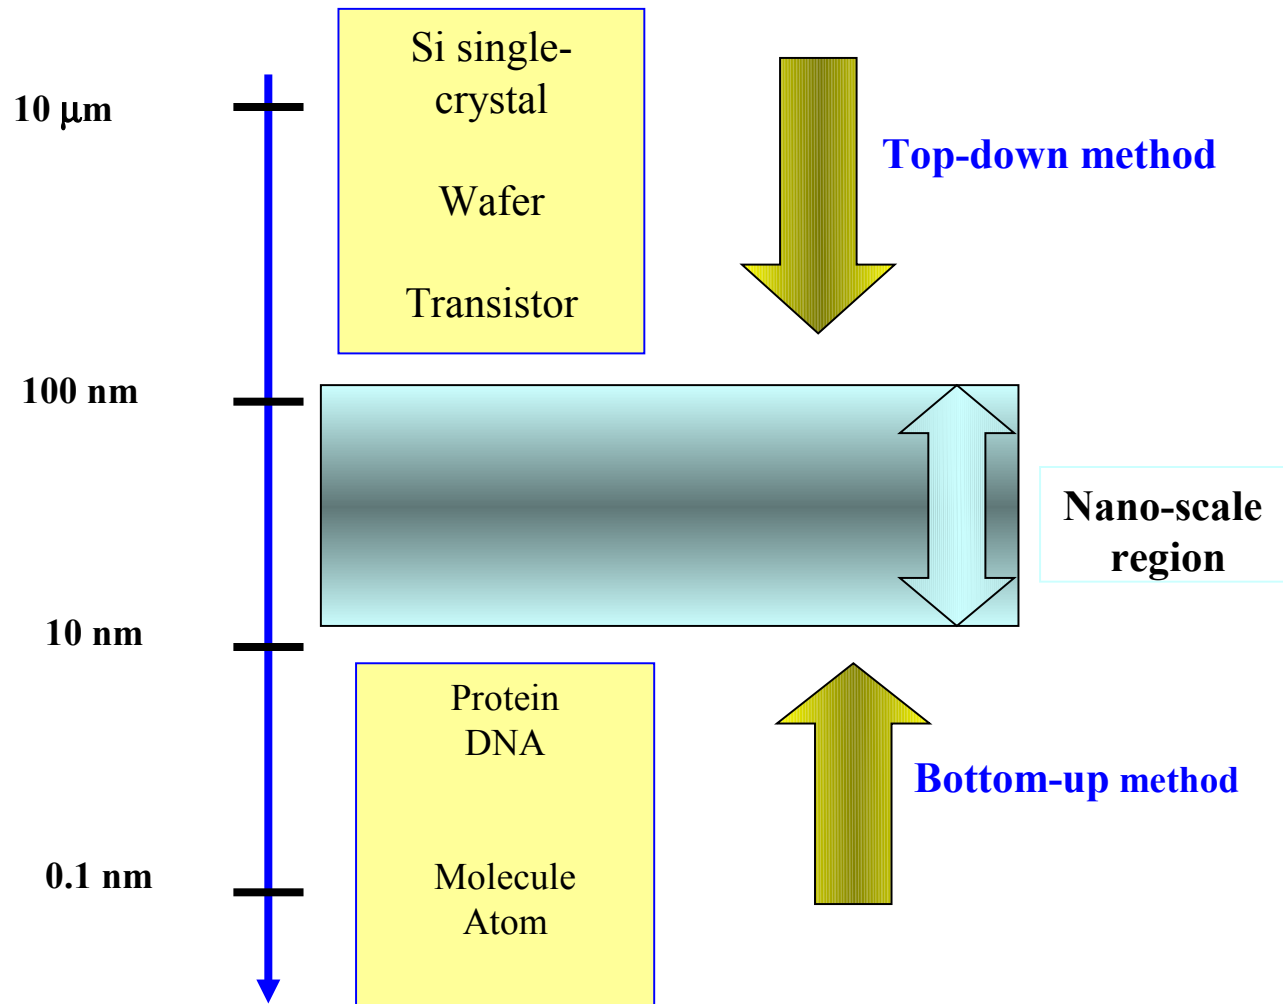 10 μm
Si single-
crystal
Wafer
Transistor
Top-down method
100 nm
Nano-scale
region
10 nm
Protein
DNA
Bottom-up method
0.1 nm
Molecule
Atom